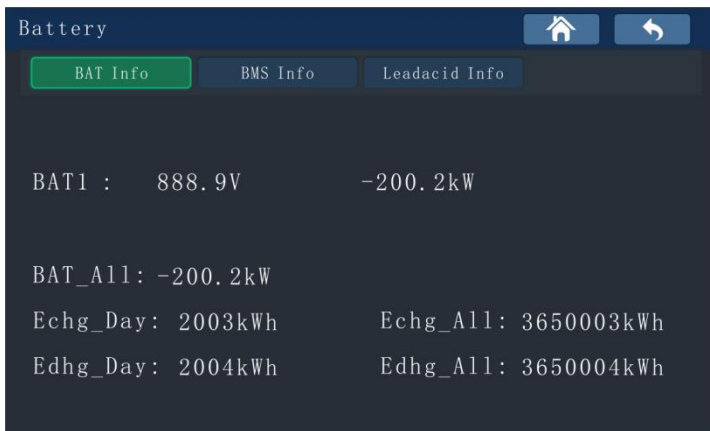 Battery
BAT Info BMS Info Leadacid Info
BAT1 : 888.9V -200.2kW
BAT_All: -200.2kW
Echg_Day: 2003kWh Echg_All: 3650003kWh
Edhg_Day: 2004kWh Edhg_All: 3650004kWh